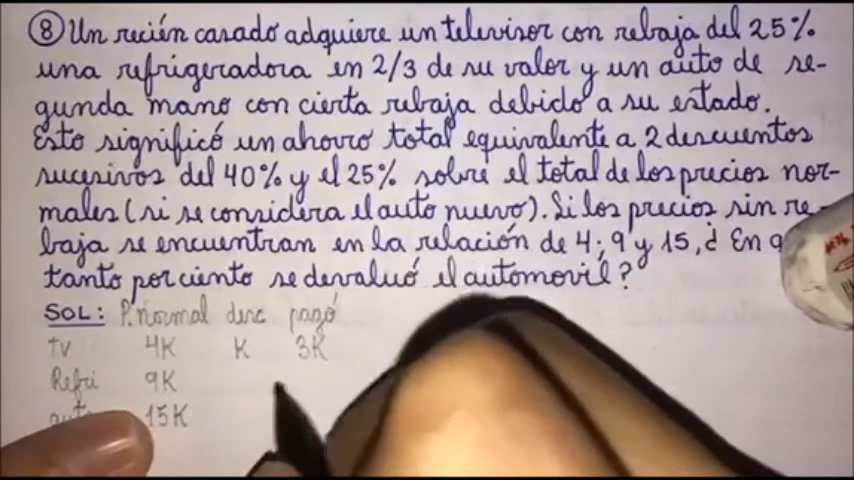 ⑧ Un recién casado adquiere un televisor con rebaja del 25%
una refrigeradora en 2/3 de su valor y un auto de se-
gunda mano con cierta rebaja debido a su estado.
Esto significó un ahorro total equivalente a 2 descuentos
sucesivos del 40% y el 25% sobre el total de los precios nor-
males (si se considera el auto nuevo). Si los precios sin re
baja se encuentran en la relación de 4; 9 y 15, ¿ En
tanto por ciento se devaluó el automovil?
SOL: P. normal desc pagó
TV 4K K 3K
Refri 9K
15K